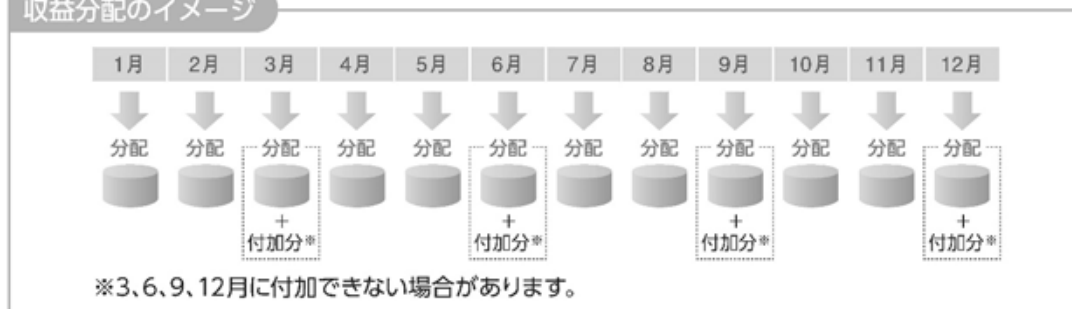 収益分配のイメージ
1月 2月 3月 4月 5月 6月 7月 8月 9月 10月 11月 12月
分配 分配 分配 分配 分配 分配 分配 分配 分配 分配 分配 分配
+ + + +
付加分※ 付加分※ 付加分※ 付加分※
※3、6、9、12月に付加できない場合があります。